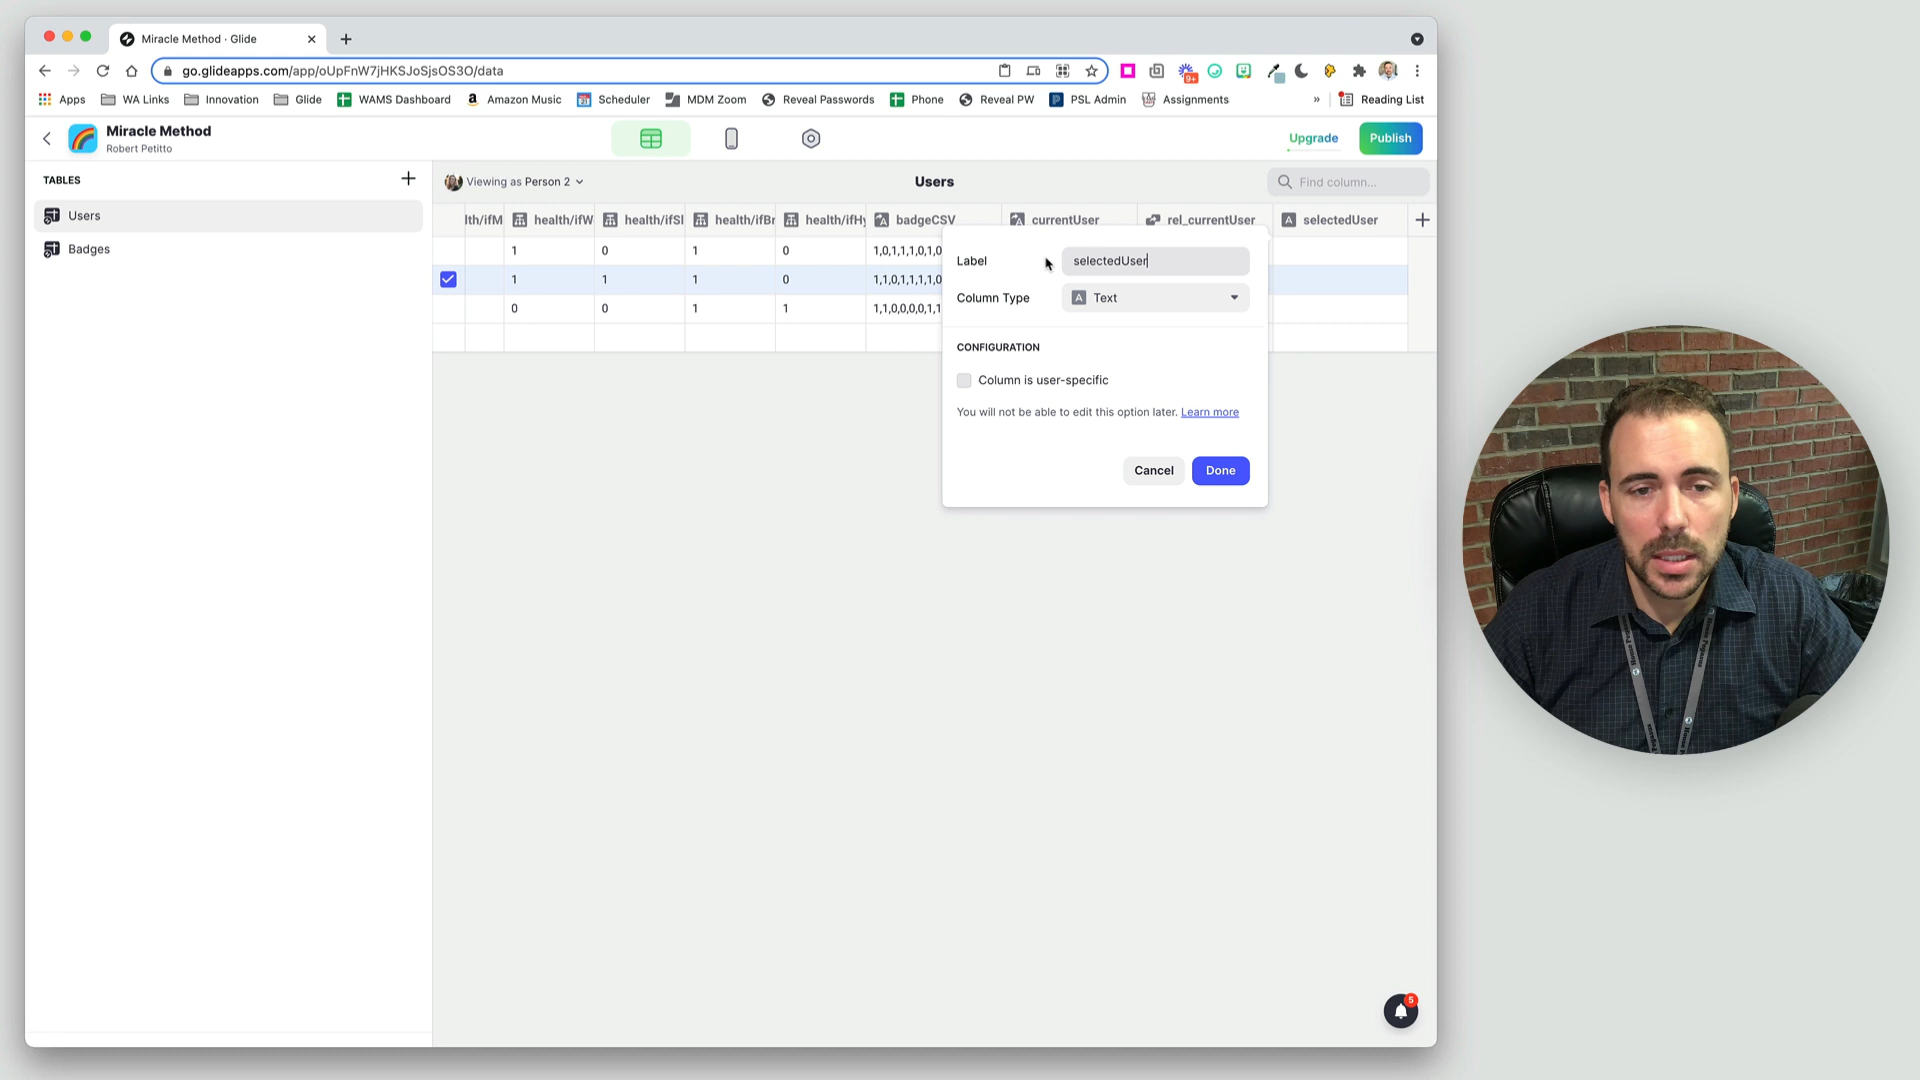 Miracle Method · Glide
go.glideapps.com/app/oUpFnW7jHKSJoSjsOS3O/data
9+
Apps WA Links Innovation Glide WAMS Dashboard Amazon Music Scheduler MDM Zoom Reveal Passwords Phone Reveal PW PSL Admin Assignments » Reading List
Miracle Method
Robert Petitto
Upgrade
Publish
TABLES
Users
Badges
Viewing as Person 2
Users
Find column...
lth/ifM health/ifW health/ifSl health/ifBr health/ifHy badgeCSV currentUser rel_currentUser selectedUser
1 0 1 0 1,0,1,1,1,0,1,0
1 1 1 0 1,1,0,1,1,1,1,0
0 0 1 1 1,1,0,0,0,0,1,1
Label selectedUser
Column Type Text
CONFIGURATION
Column is user-specific
You will not be able to edit this option later. Learn more
Cancel Done
5